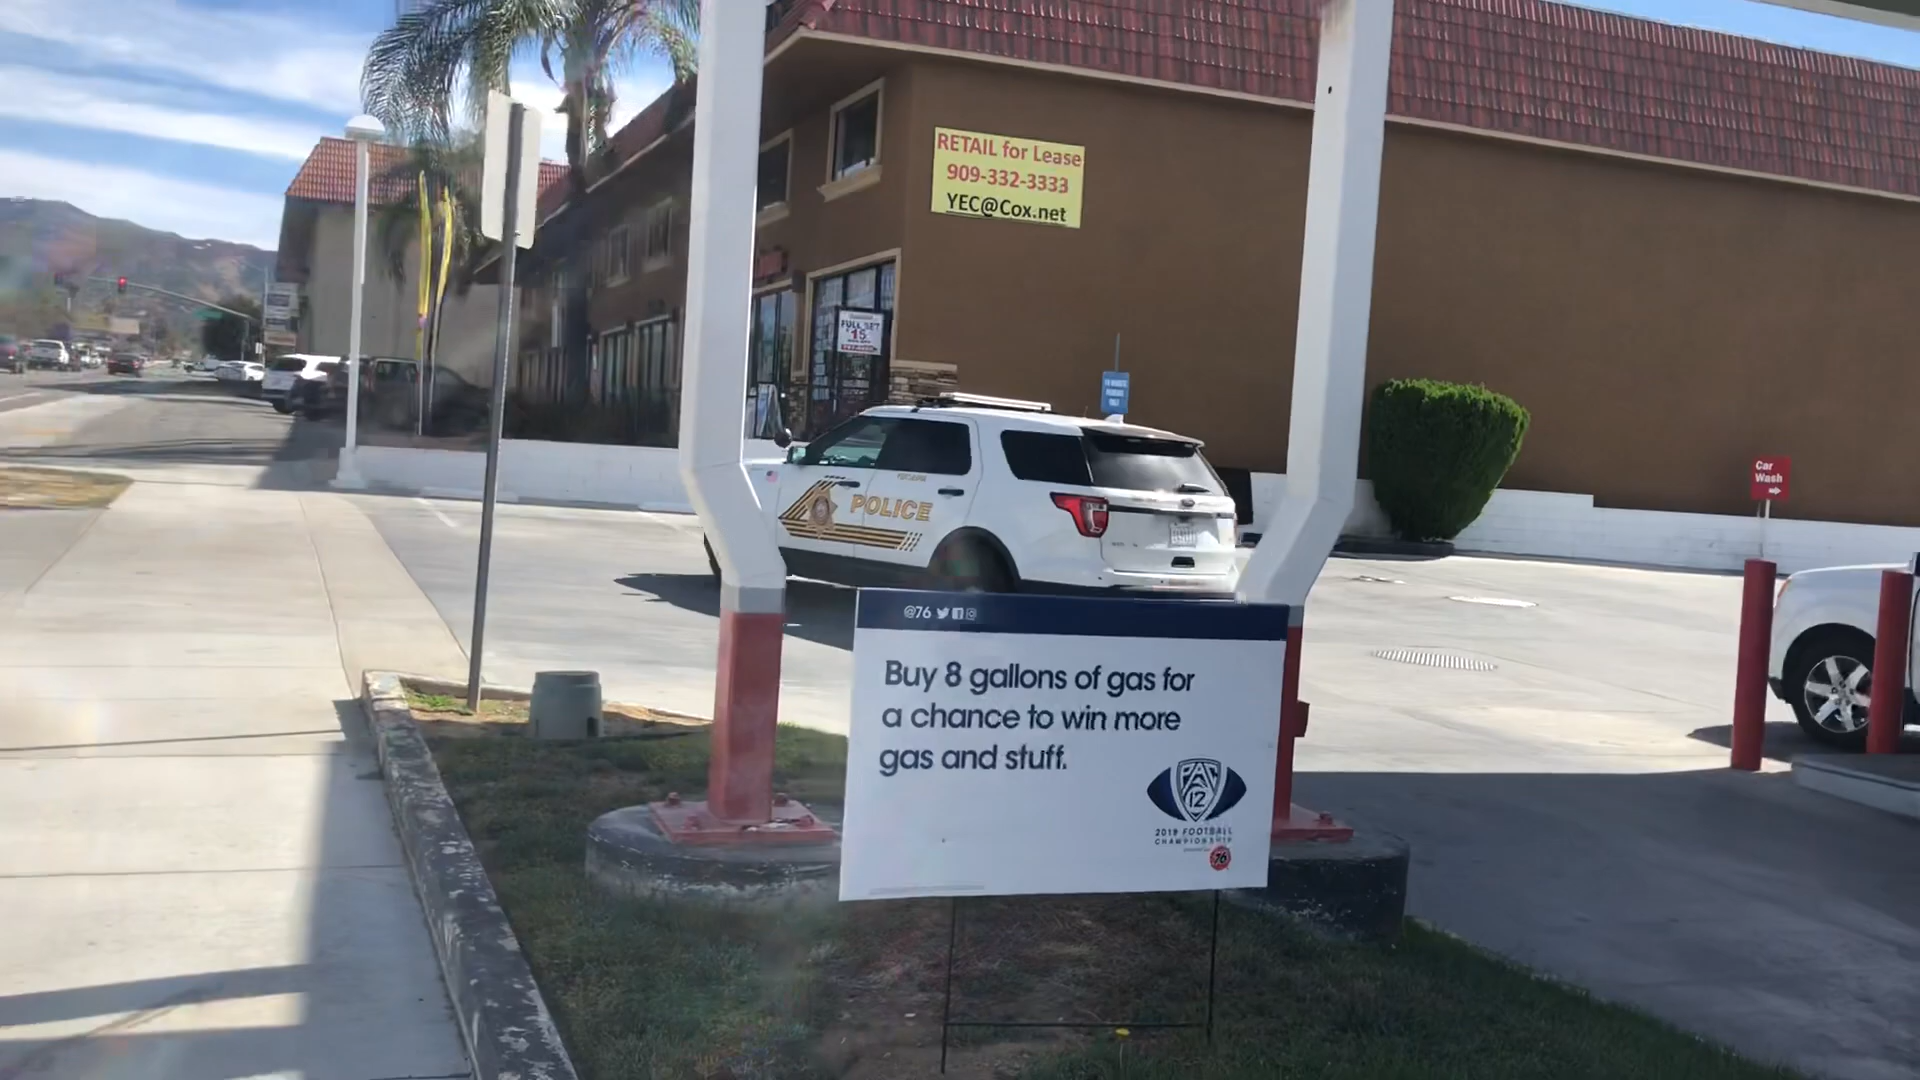 RETAIL for Lease
909-332-3333
YEC@Cox.net
FULL SET
$15
POLICE
Car
Wash
@76
Buy 8 gallons of gas for
a chance to win more
gas and stuff.
PAC
12
2019 FOOTBALL
CHAMPIONSHIP
76